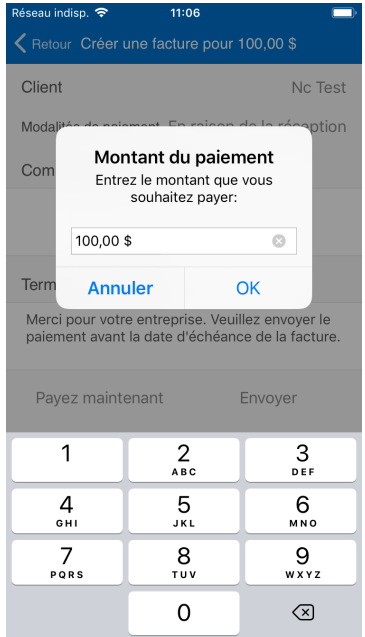 Réseau indisp. 11:06
Retour Créer une facture pour 100,00 $
Client Nc Test
Modalités de paiement En raison de la réception
Com
Montant du paiement
Entrez le montant que vous
souhaitez payer:
100,00 $
Term
Annuler OK
Merci pour votre entreprise. Veuillez envoyer le
paiement avant la date d'échéance de la facture.
Payez maintenant Envoyer
1 2 3
ABC DEF
4 5 6
GHI JKL MNO
7 8 9
PQRS TUV WXYZ
0